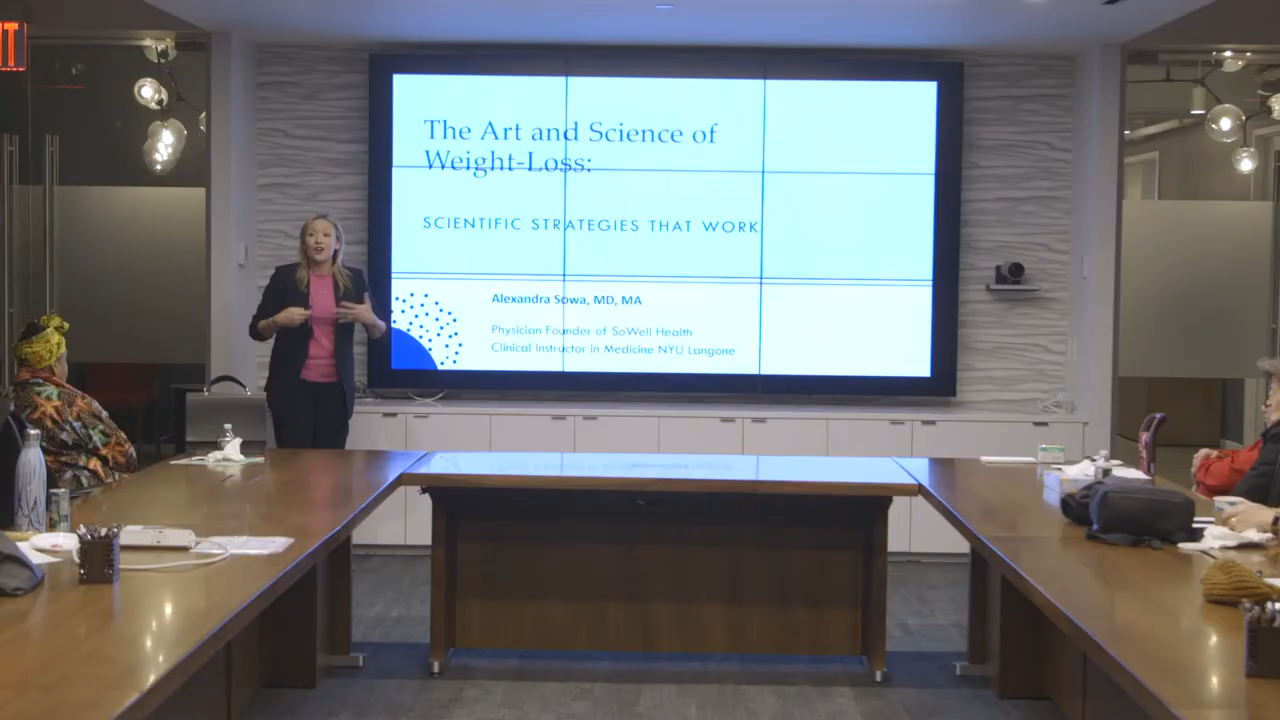 The Art and Science of
Weight-Loss:
SCIENTIFIC STRATEGIES THAT WORK
Alexandra Sowa, MD, MA
Physician Founder of SoWell Health
Clinical Instructor in Medicine NYU Langone